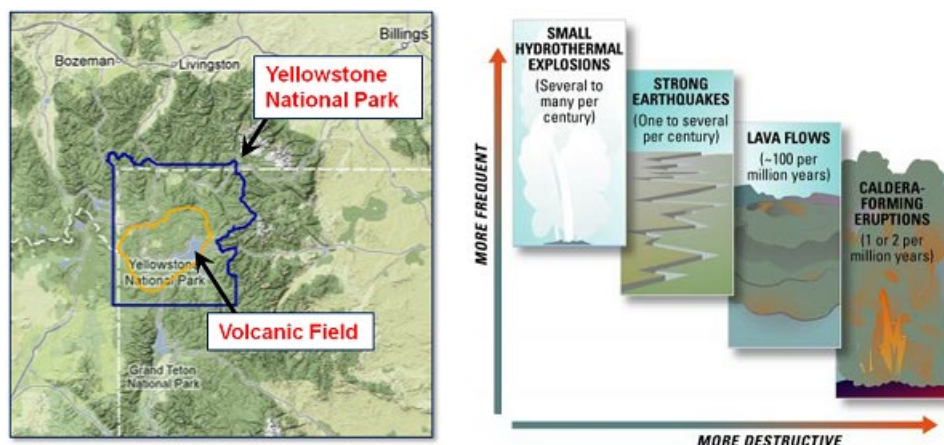 Billings
Bozeman
Livingston
Yellowstone
National Park
Yellowstone
National Park
Volcanic Field
Grand Teton
National Park
SMALL
HYDROTHERMAL
EXPLOSIONS
(Several to
many per
century)
STRONG
EARTHQUAKES
(One to several
per century)
LAVA FLOWS
(~100 per
million years)
CALDERA-
FORMING
ERUPTIONS
(1 or 2 per
million years)
MORE FREQUENT
MORE DESTRUCTIVE